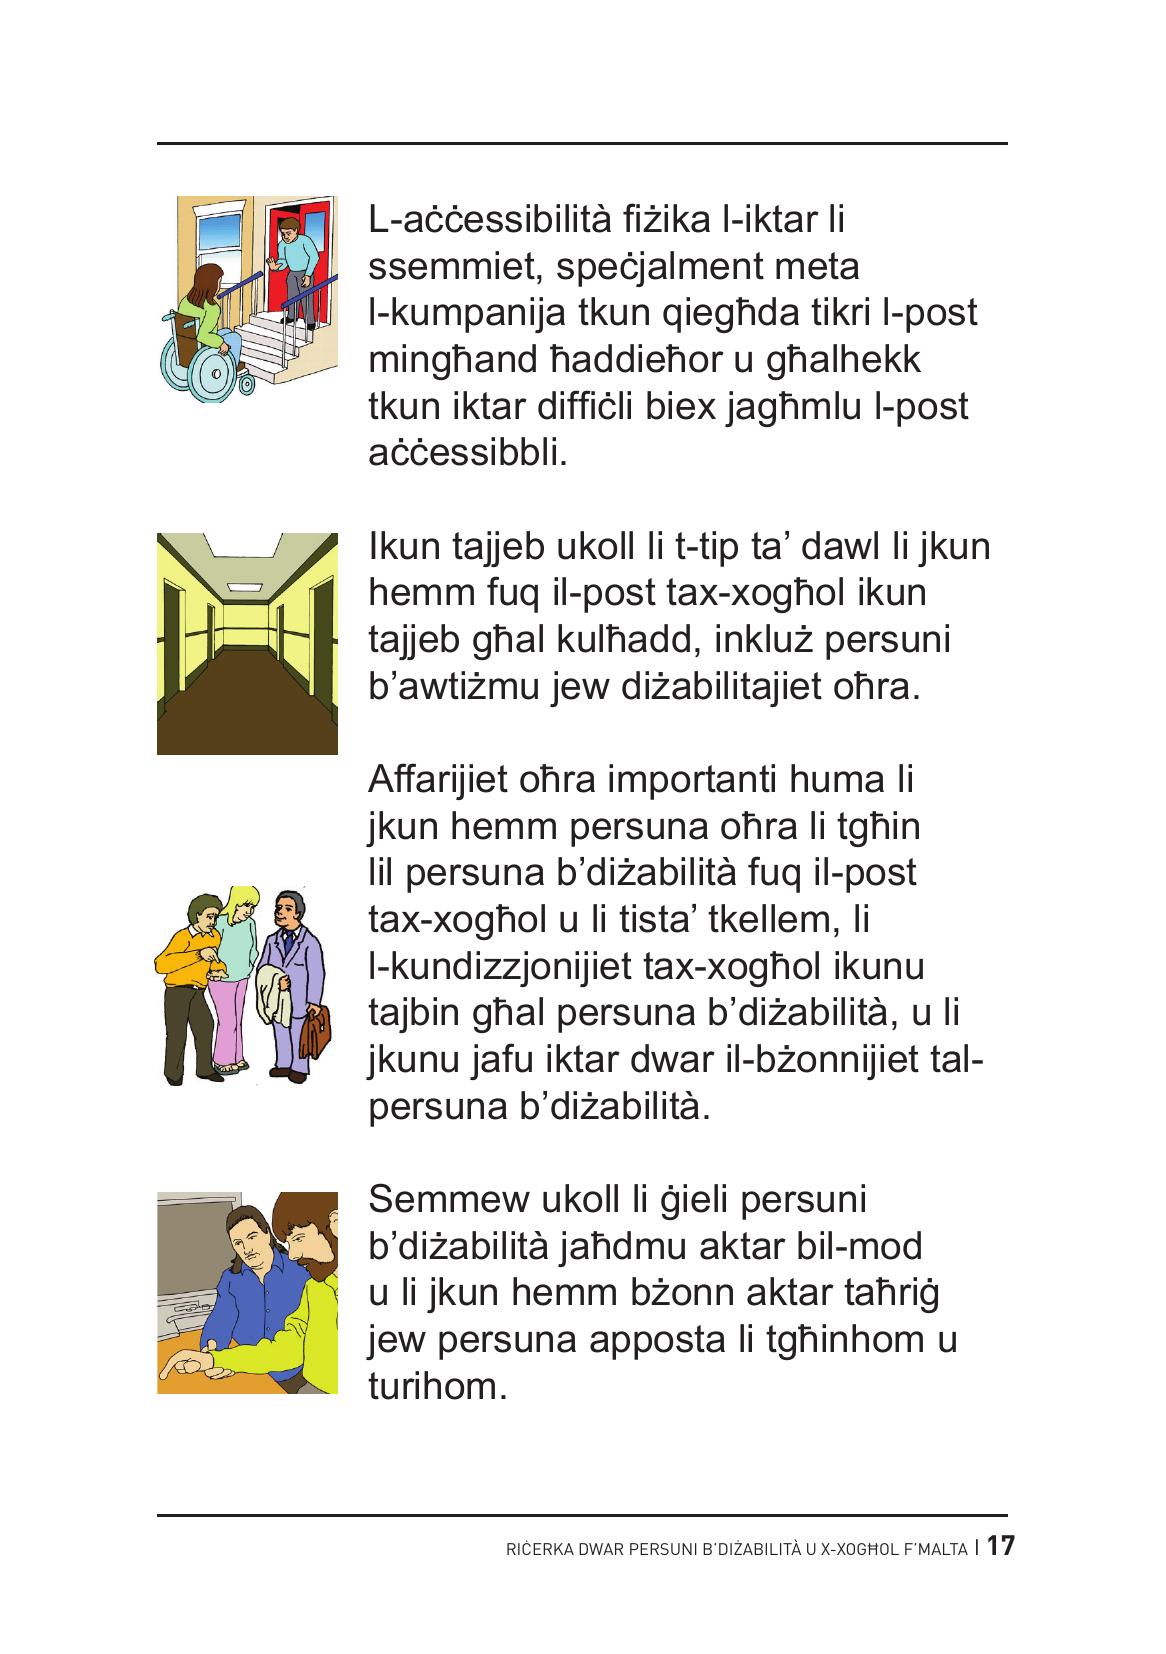 L-aċċessibilità fiżika l-iktar li
ssemmiet, speċjalment meta
l-kumpanija tkun qiegħda tikri l-post
mingħand ħaddieħor u għalhekk
tkun iktar diffiċli biex jagħmlu l-post
aċċessibbli.
Ikun tajjeb ukoll li t-tip ta’ dawl li jkun
hemm fuq il-post tax-xogħol ikun
tajjeb għal kulħadd, inkluż persuni
b’awtiżmu jew diżabilitajiet oħra.
Affarijiet oħra importanti huma li
jkun hemm persuna oħra li tgħin
lil persuna b’diżabilità fuq il-post
tax-xogħol u li tista’ tkellem, li
l-kundizzjonijiet tax-xogħol ikunu
tajbin għal persuna b’diżabilità, u li
jkunu jafu iktar dwar il-bżonnijiet tal-
persuna b’diżabilità.
Semmew ukoll li ġieli persuni
b’diżabilità jaħdmu aktar bil-mod
u li jkun hemm bżonn aktar taħriġ
jew persuna apposta li tgħinhom u
turihom.
RIĊERKA DWAR PERSUNI B’DIŻABILITÀ U X-XOGĦOL F’MALTA | 17